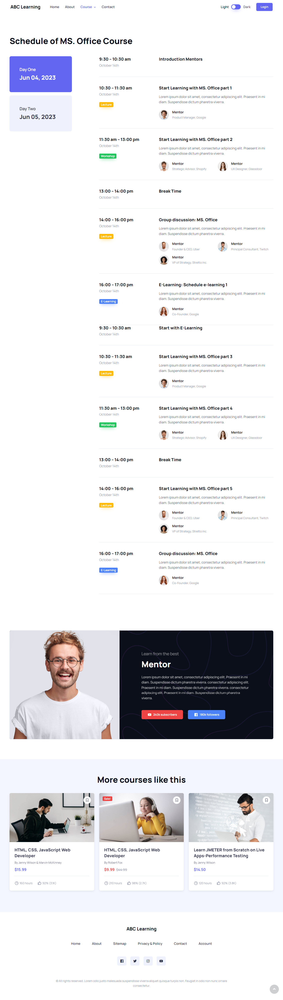 ABC Learning
Home
About
Course
Contact
Light
Dark
Login
Schedule of MS. Office Course
Day One
Jun 04, 2023
Day Two
Jun 05, 2023
9:30 – 10:30 am
October 14th
Introduction Mentors
10:30 – 11:30 am
October 14th
Lecture
Start Learning with MS. Office part 1
Lorem ipsum dolor sit amet, consectetur adipiscing elit. Praesent in mi
diam. Suspendisse dictum pharetra viverra.
Mentor
Product Manager, Google
11:30 am – 13:00 pm
October 14th
Workshop
Start Learning with MS. Office part 2
Lorem ipsum dolor sit amet, consectetur adipiscing elit. Praesent in mi
diam. Suspendisse dictum pharetra viverra.
Mentor
Strategic Advisor, Shopify
Mentor
UX Designer, Glassdoor
13:00 – 14:00 pm
October 14th
Break Time
14:00 – 16:00 pm
October 14th
Lecture
Group discussion: MS. Office
Lorem ipsum dolor sit amet, consectetur adipiscing elit. Praesent in mi
diam. Suspendisse dictum pharetra viverra.
Mentor
Founder & CEO, Uber
Mentor
Principal Consultant, Twitch
Mentor
VP of Strategy, Stretto Inc.
16:00 – 17:00 pm
October 14th
E-Learning
E-Learning: Schedule e-learning 1
Lorem ipsum dolor sit amet, consectetur adipiscing elit. Praesent in mi
diam. Suspendisse dictum pharetra viverra.
Mentor
Co-Founder, Google
9:30 – 10:30 am
October 14th
Start with E-Learning
10:30 – 11:30 am
October 14th
Lecture
Start Learning with MS. Office part 3
Lorem ipsum dolor sit amet, consectetur adipiscing elit. Praesent in mi
diam. Suspendisse dictum pharetra viverra.
Mentor
Product Manager, Google
11:30 am – 13:00 pm
October 14th
Workshop
Start Learning with MS. Office part 4
Lorem ipsum dolor sit amet, consectetur adipiscing elit. Praesent in mi
diam. Suspendisse dictum pharetra viverra.
Mentor
Strategic Advisor, Shopify
Mentor
UX Designer, Glassdoor
13:00 – 14:00 pm
October 14th
Break Time
14:00 – 16:00 pm
October 14th
Lecture
Start Learning with MS. Office part 5
Lorem ipsum dolor sit amet, consectetur adipiscing elit. Praesent in mi
diam. Suspendisse dictum pharetra viverra.
Mentor
Founder & CEO, Uber
Mentor
Principal Consultant, Twitch
Mentor
VP of Strategy, Stretto Inc.
16:00 – 17:00 pm
October 14th
E-Learning
Group discussion: MS. Office
Lorem ipsum dolor sit amet, consectetur adipiscing elit. Praesent in mi
diam. Suspendisse dictum pharetra viverra.
Mentor
Co-Founder, Google
Learn from the best
Mentor
Lorem ipsum dolor sit amet, consectetur adipiscing elit. Praesent in mi
diam. Suspendisse dictum pharetra viverra. consectetur adipiscing elit.
Praesent in mi diam. Suspendisse dictum pharetra viverra. consectetur
adipiscing elit. Praesent in mi diam. Suspendisse dictum pharetra
viverra.
240k subscribers
180k followers
More courses like this
HTML, CSS, JavaScript Web
Developer
By Jenny Wilson & Marvin McKinney
$15.99
160 hours
92% (3.1K)
Sale!
HTML, CSS, JavaScript Web
Developer
By Robert Fox
$9.99 $44.99
210 hours
98% (2.7K)
Learn JMETER from Scratch on Live
Apps-Performance Testing
By Jenny Wilson
$14.50
120 hours
92% (3.8K)
ABC Learning
Home
About
Sitemap
Privacy & Policy
Contact
Account
© All rights reserved. Lorem odio justo malesuada suspendisse viverra aliquet quisque turpis non. Feugiat in odio non nunc ornare
consectetur.